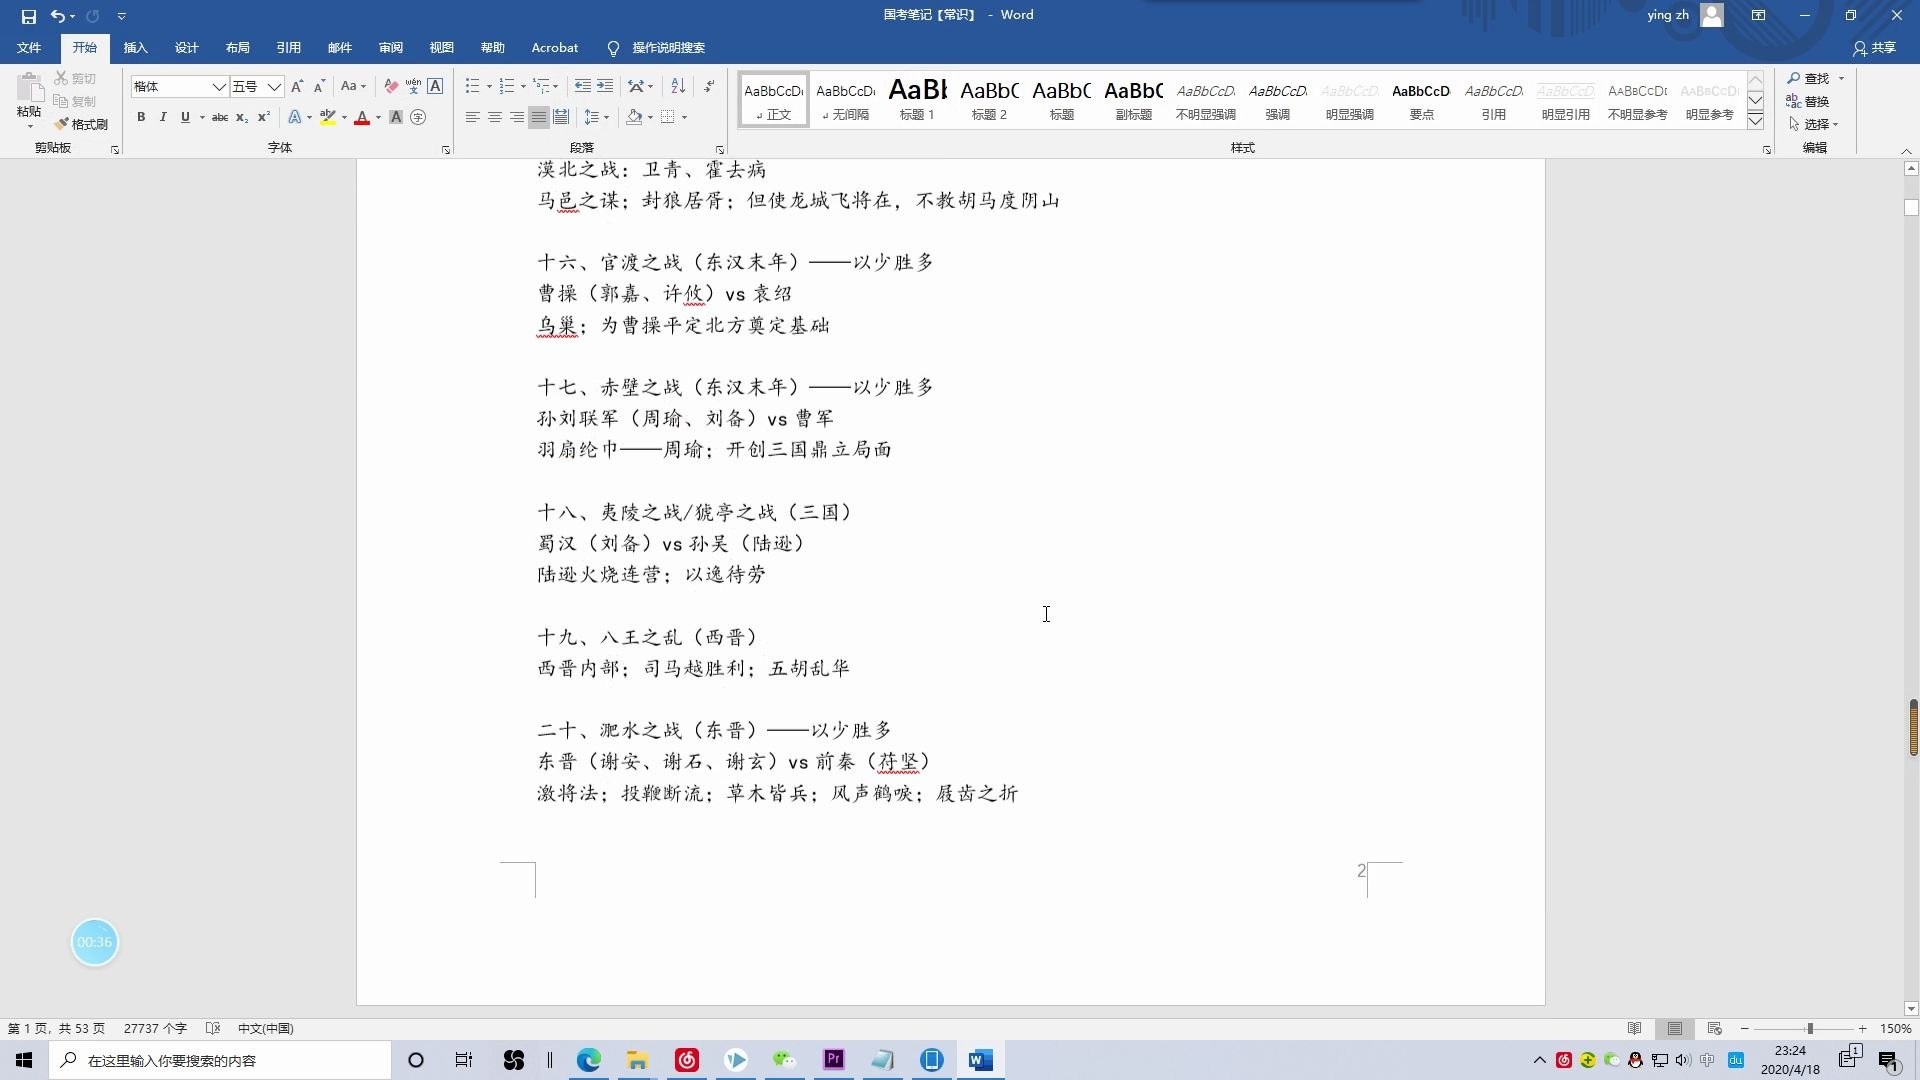 国考笔记【常识】 - Word
ying zh
文件 开始 插入 设计 布局 引用 邮件 审阅 视图 帮助 Acrobat 操作说明搜索 共享
粘贴 剪切 复制 格式刷
楷体 五号
AaBbCcDc 正文
AaBbCcDc 无间隔
AaBl 标题 1
AaBbC 标题 2
AaBbC 标题
AaBbC 副标题
AaBbCcD. 不明显强调
AaBbCcD. 强调
AaBbCcD. 明显强调
AaBbCcD 要点
AaBbCcD. 引用
AaBbCcD. 明显引用
AaBbCcDt 不明显参考
AaBbCcDt 明显参考
查找
替换
选择
剪贴板 字体 段落 样式 编辑
漠北之战：卫青、霍去病
马邑之谋；封狼居胥；但使龙城飞将在，不教胡马度阴山
十六、官渡之战（东汉末年）——以少胜多
曹操（郭嘉、许攸）vs 袁绍
乌巢；为曹操平定北方奠定基础
十七、赤壁之战（东汉末年）——以少胜多
孙刘联军（周瑜、刘备）vs 曹军
羽扇纶巾——周瑜；开创三国鼎立局面
十八、夷陵之战/猇亭之战（三国）
蜀汉（刘备）vs 孙吴（陆逊）
陆逊火烧连营；以逸待劳
十九、八王之乱（西晋）
西晋内部；司马越胜利；五胡乱华
二十、淝水之战（东晋）——以少胜多
东晋（谢安、谢石、谢玄）vs 前秦（苻坚）
激将法；投鞭断流；草木皆兵；风声鹤唳；屐齿之折
2
00:36
第 1 页，共 53 页 27737 个字 中文(中国) 150%
在这里输入你要搜索的内容
23:24
2020/4/18